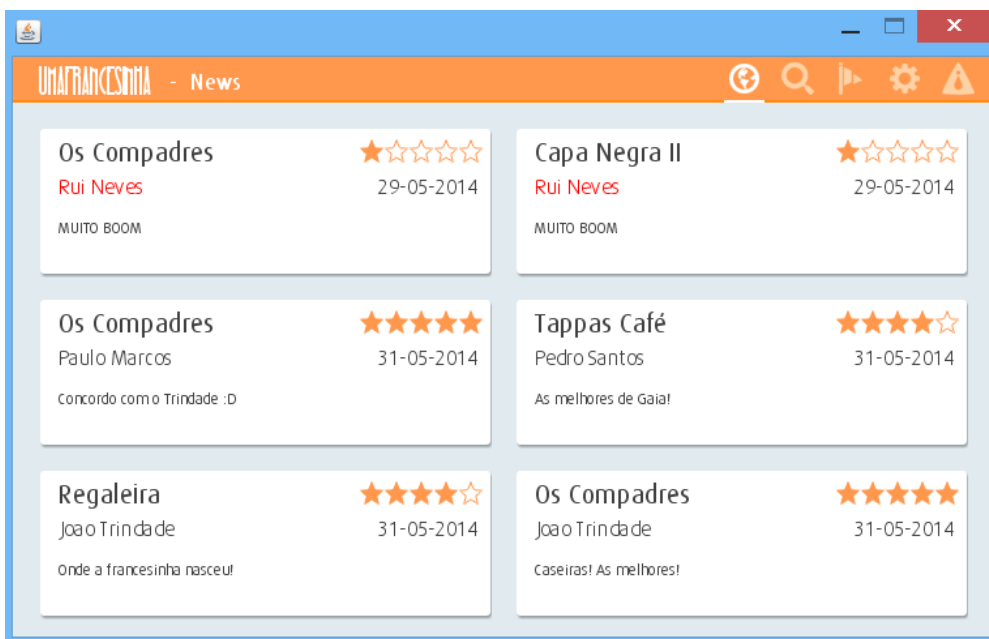 UMAFRANCESINHA - News
Os Compadres
Rui Neves 29-05-2014
MUITO BOOM
Capa Negra II
Rui Neves 29-05-2014
MUITO BOOM
Os Compadres
Paulo Marcos 31-05-2014
Concordo com o Trindade :D
Tappas Café
Pedro Santos 31-05-2014
As melhores de Gaia!
Regaleira
Joao Trindade 31-05-2014
Onde a francesinha nasceu!
Os Compadres
Joao Trindade 31-05-2014
Caseiras! As melhores!